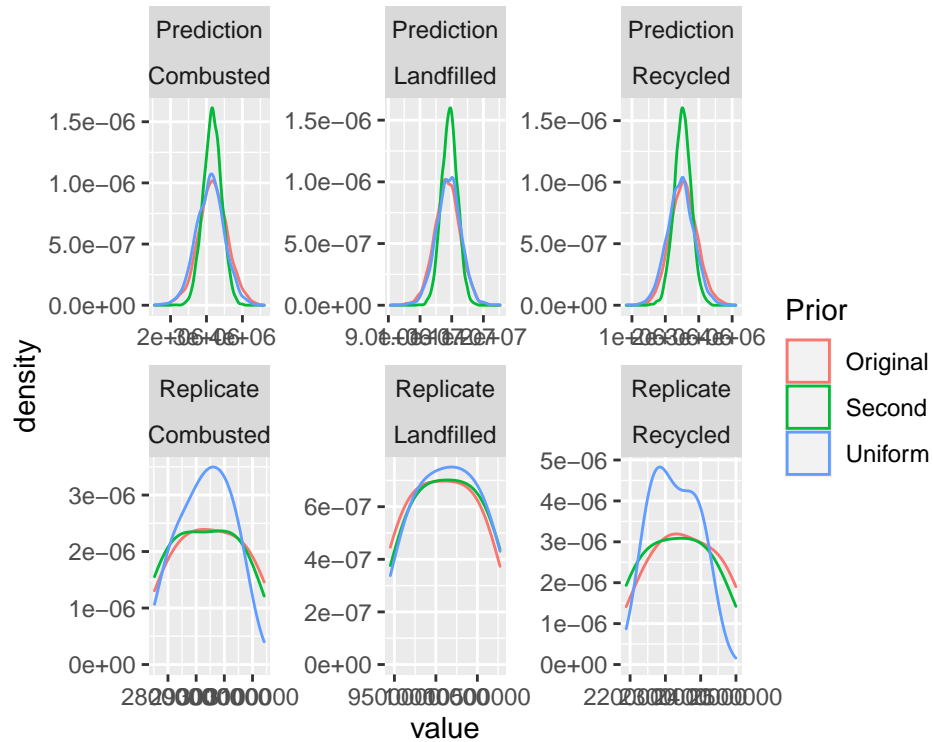 Prediction
Combusted
Prediction
Landfilled
Prediction
Recycled
1.5e−06
1.0e−06
5.0e−07
0.0e+00
1.5e−06
1.0e−06
5.0e−07
0.0e+00
1.5e−06
1.0e−06
5.0e−07
0.0e+00
Replicate
Combusted
Replicate
Landfilled
Replicate
Recycled
3e−06
2e−06
1e−06
0e+00
6e−07
4e−07
2e−07
0e+00
5e−06
4e−06
3e−06
2e−06
1e−06
0e+00
value
density
Prior
Original
Second
Uniform